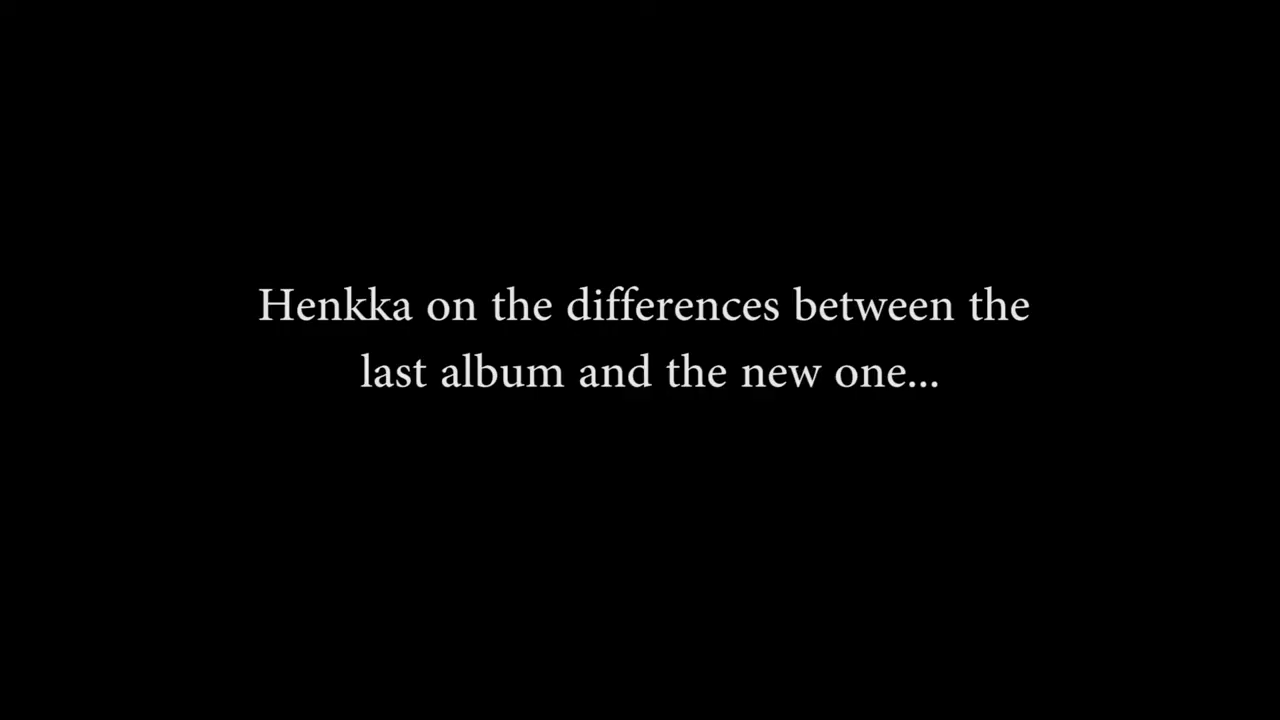 Henkka on the differences between the
last album and the new one...